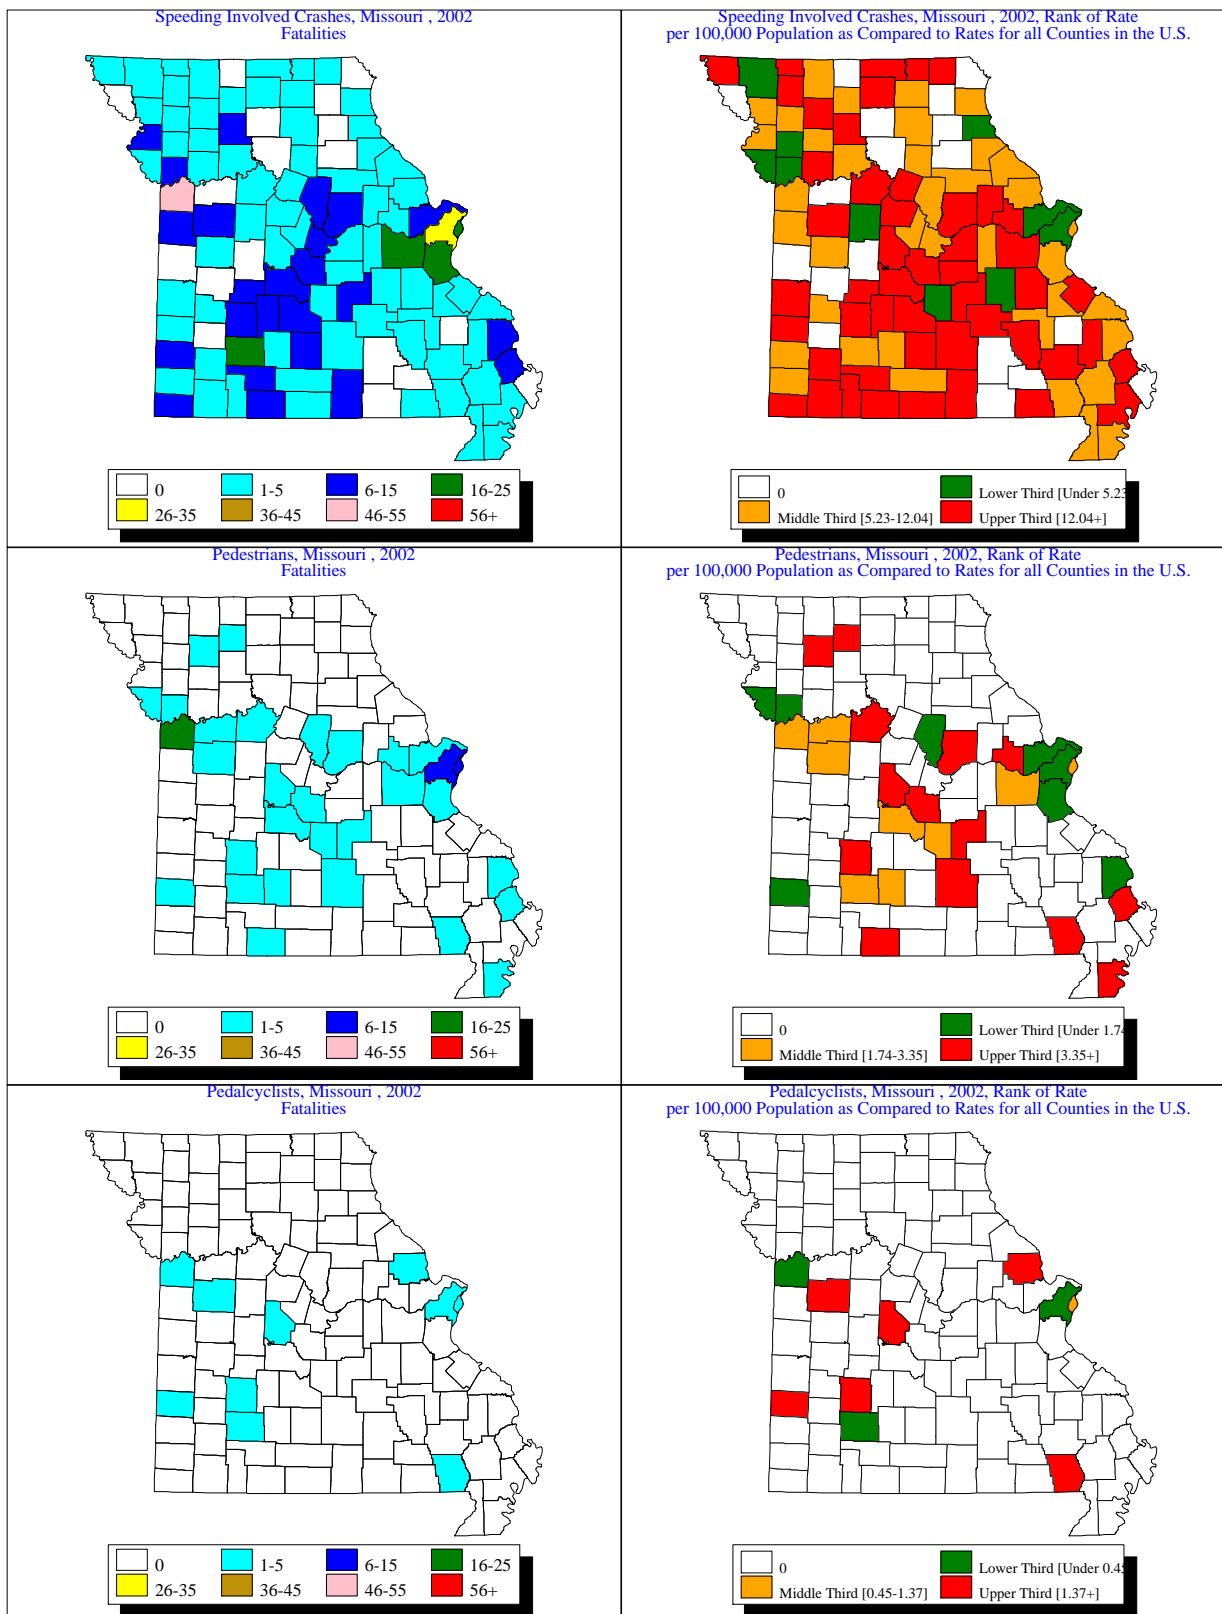 Speeding Involved Crashes, Missouri , 2002
Fatalities
0
1-5
6-15
16-25
26-35
36-45
46-55
56+
Speeding Involved Crashes, Missouri , 2002, Rank of Rate
per 100,000 Population as Compared to Rates for all Counties in the U.S.
0
Lower Third [Under 5.23
Middle Third [5.23-12.04]
Upper Third [12.04+]
Pedestrians, Missouri , 2002
Fatalities
0
1-5
6-15
16-25
26-35
36-45
46-55
56+
Pedestrians, Missouri , 2002, Rank of Rate
per 100,000 Population as Compared to Rates for all Counties in the U.S.
0
Lower Third [Under 1.74
Middle Third [1.74-3.35]
Upper Third [3.35+]
Pedalcyclists, Missouri , 2002
Fatalities
0
1-5
6-15
16-25
26-35
36-45
46-55
56+
Pedalcyclists, Missouri , 2002, Rank of Rate
per 100,000 Population as Compared to Rates for all Counties in the U.S.
0
Lower Third [Under 0.45
Middle Third [0.45-1.37]
Upper Third [1.37+]